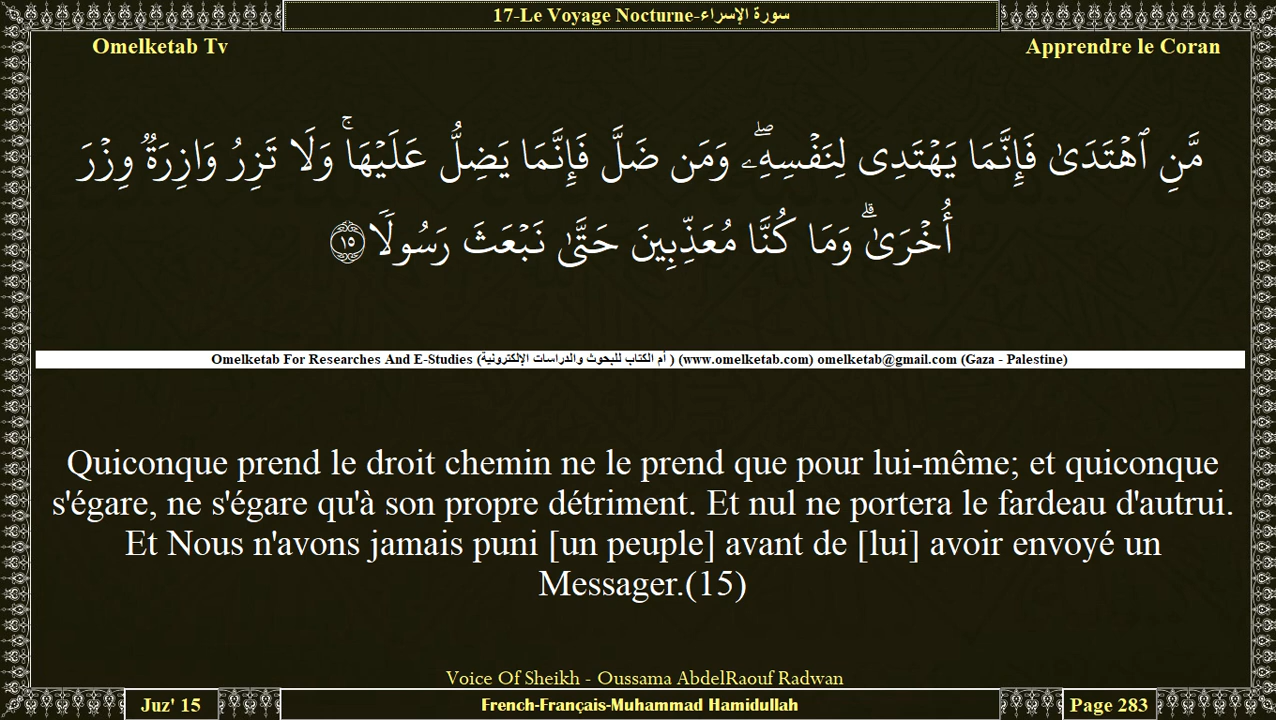 17-Le Voyage Nocturne-سورة الإسراء
Omelketab Tv
Apprendre le Coran
مَّنِ ٱهْتَدَىٰ فَإِنَّمَا يَهْتَدِى لِنَفْسِهِۦ ۖ وَمَن ضَلَّ فَإِنَّمَا يَضِلُّ عَلَيْهَا ۚ وَلَا تَزِرُ وَازِرَةٌ وِزْرَ
أُخْرَىٰ ۗ وَمَا كُنَّا مُعَذِّبِينَ حَتَّىٰ نَبْعَثَ رَسُولًا ١٥
Omelketab For Researches And E-Studies (أم الكتاب للبحوث والدراسات الإلكترونية ) (www.omelketab.com) omelketab@gmail.com (Gaza - Palestine)
Quiconque prend le droit chemin ne le prend que pour lui-même; et quiconque
s'égare, ne s'égare qu'à son propre détriment. Et nul ne portera le fardeau d'autrui.
Et Nous n'avons jamais puni [un peuple] avant de [lui] avoir envoyé un
Messager.(15)
Voice Of Sheikh - Oussama AbdelRaouf Radwan
Juz' 15
French-Français-Muhammad Hamidullah
Page 283